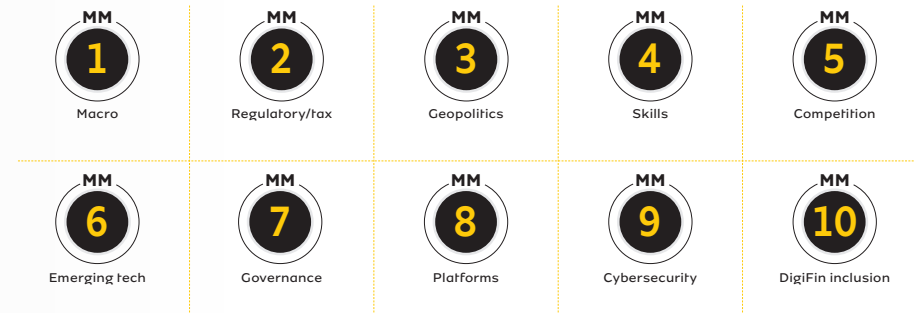 MM MM MM MM MM
1 2 3 4 5
Macro Regulatory/tax Geopolitics Skills Competition
MM MM MM MM MM
6 7 8 9 10
Emerging tech Governance Platforms Cybersecurity DigiFin inclusion